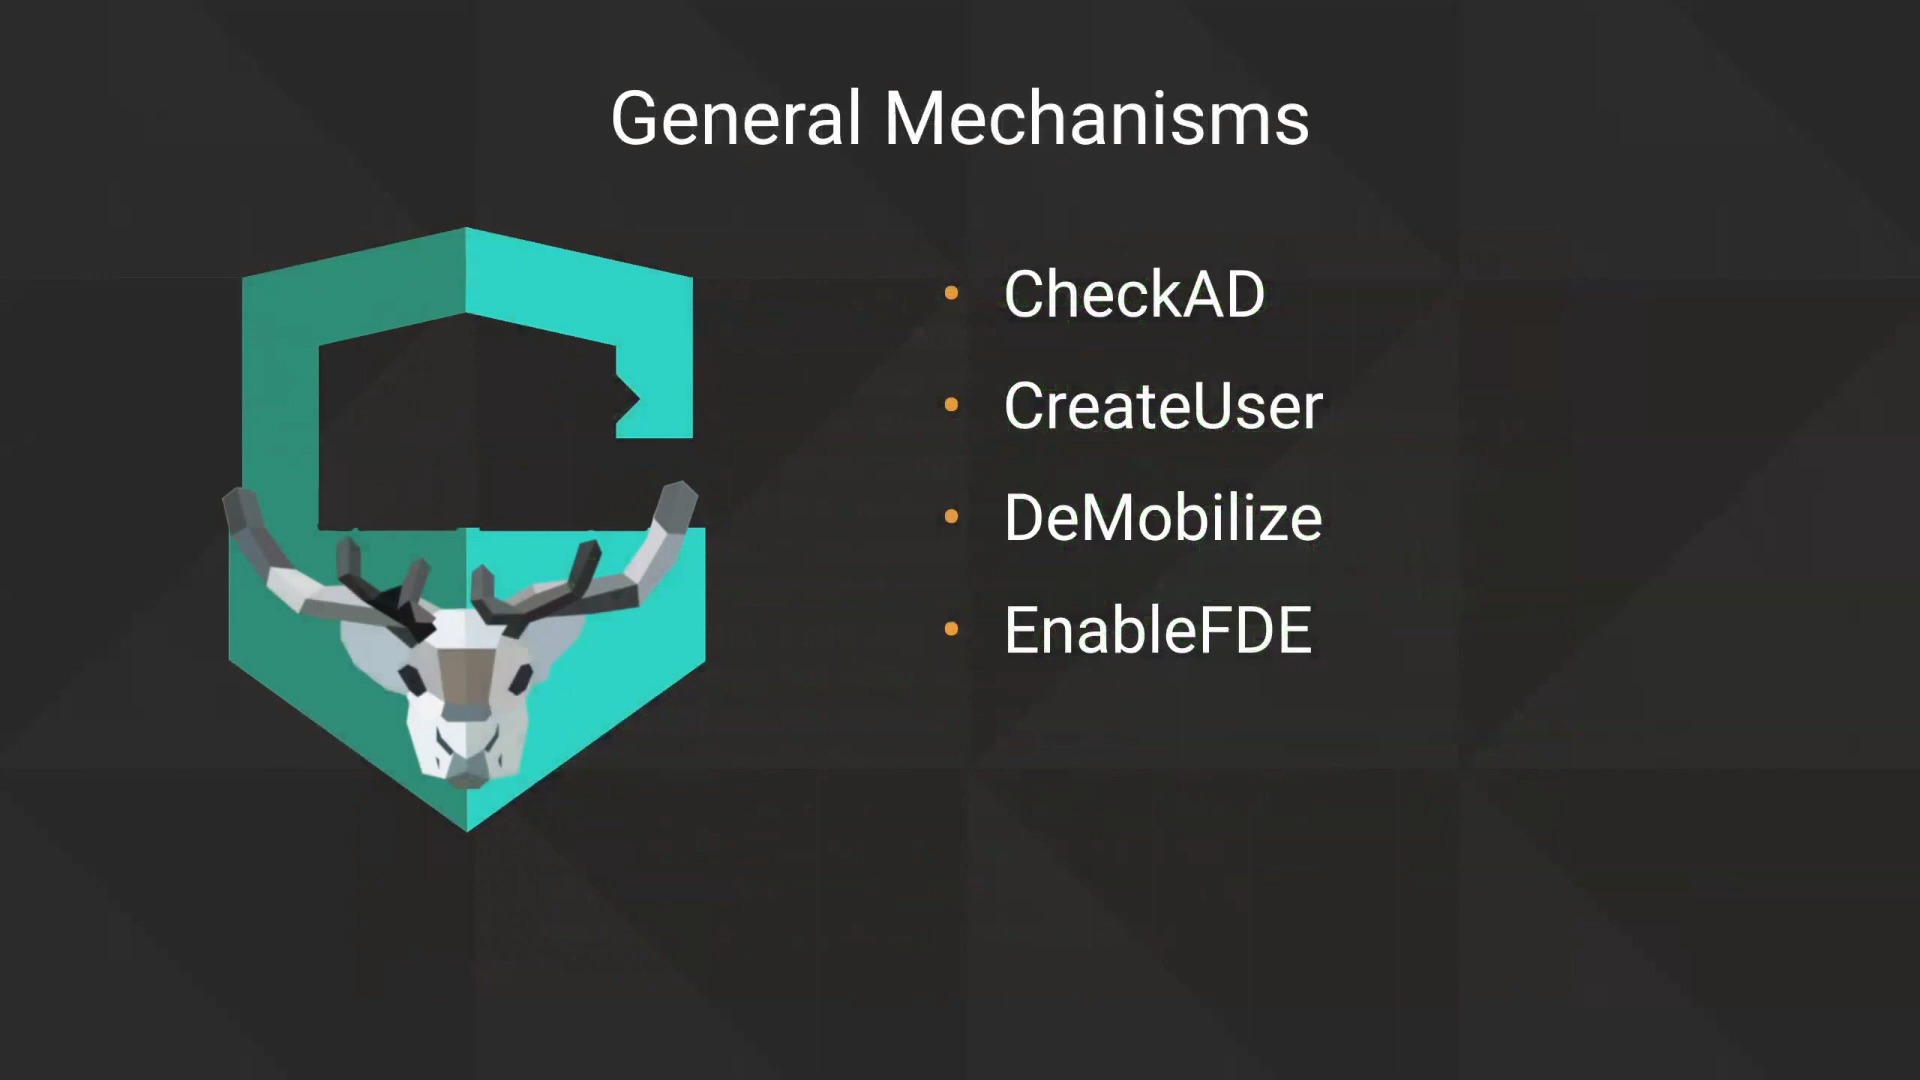 General Mechanisms
• CheckAD
• CreateUser
• DeMobilize
• EnableFDE